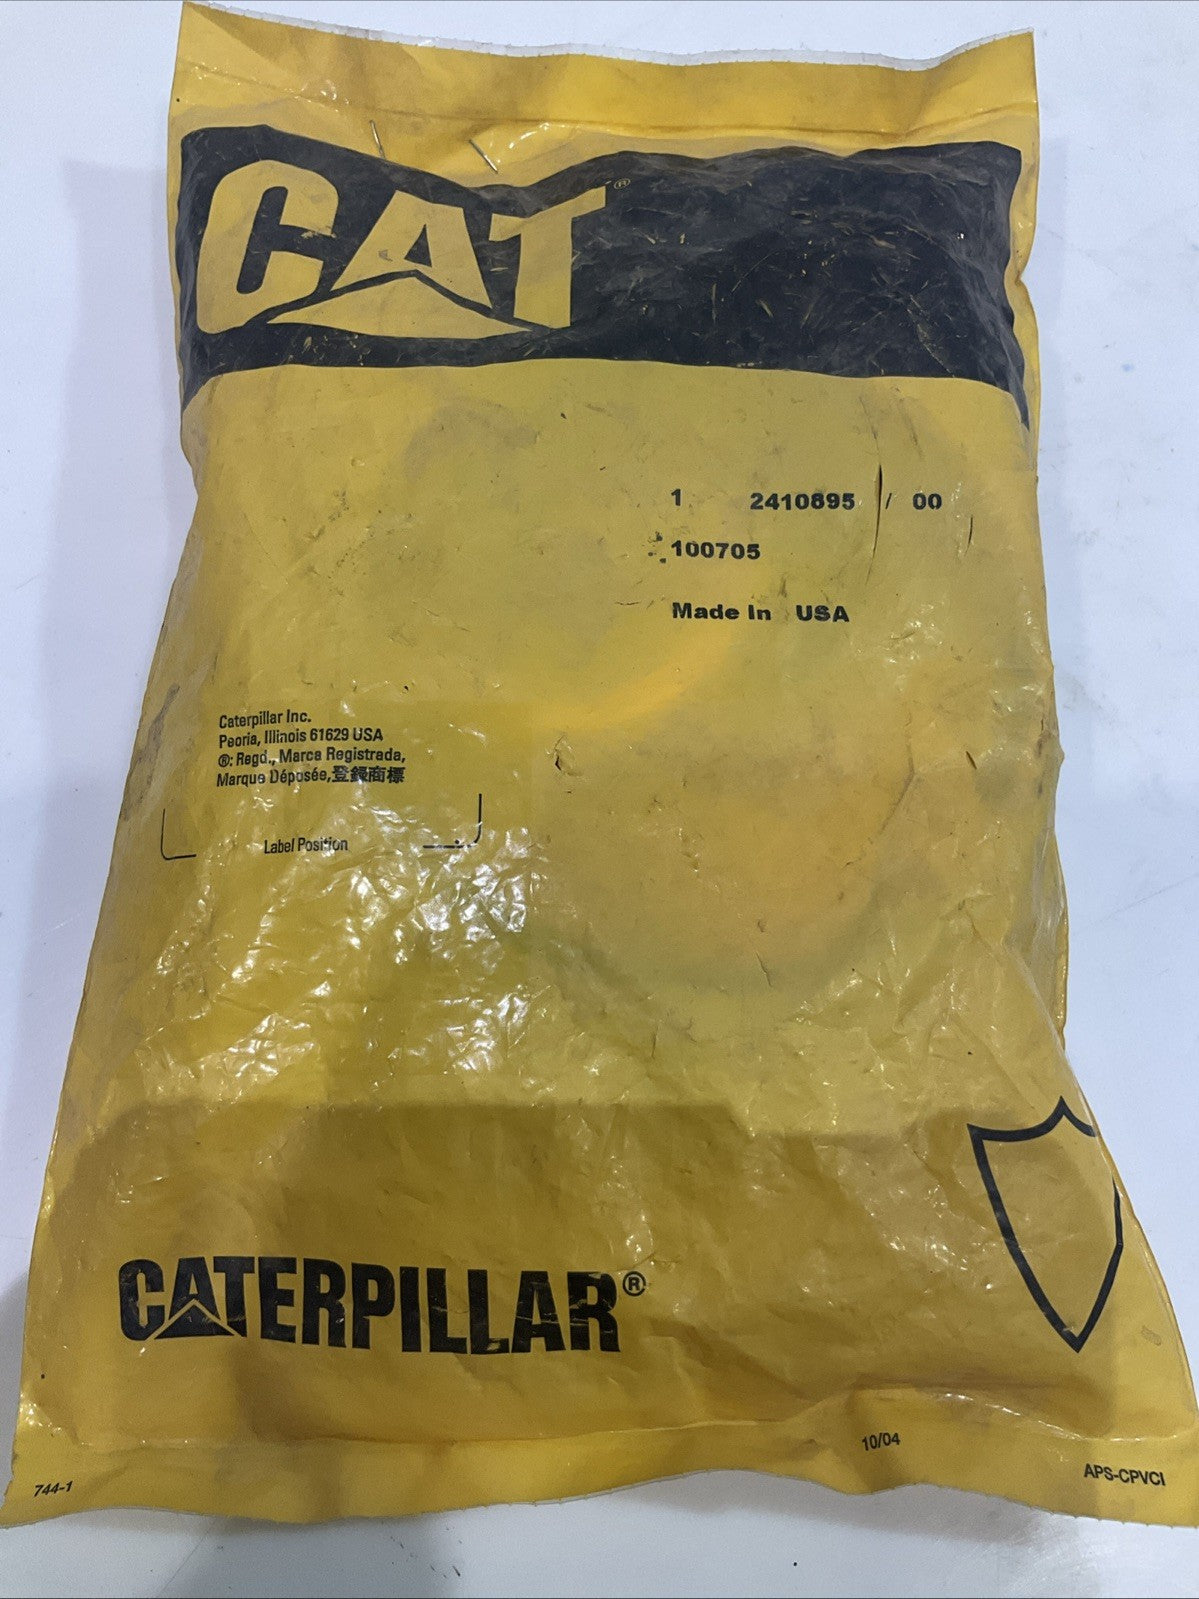 CAT®
1 2410895 / 00
100705
Made In USA
Caterpillar Inc.
Peoria, Illinois 61629 USA
®: Regd., Marca Registrada,
Marque Déposée, 登録商標
Label Position
CATERPILLAR®
10/04
744-1
APS-CPVCI